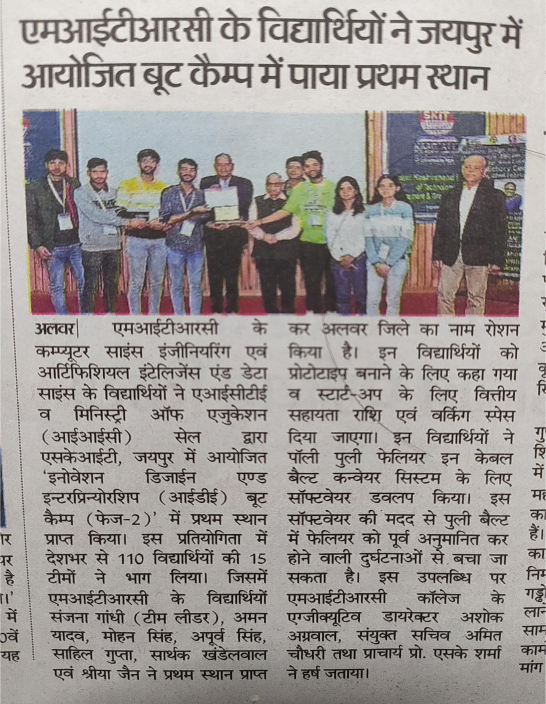 एमआईटीआरसी के विद्यार्थियों ने जयपुर में
आयोजित बूट कैम्प में पाया प्रथम स्थान
SKIT
अलवर| एमआईटीआरसी के
कम्प्यूटर साइंस इंजीनियरिंग एवं
आर्टिफिशियल इंटेलिजेंस एंड डेटा
साइंस के विद्यार्थियों ने एआईसीटीई
व मिनिस्ट्री ऑफ एजुकेशन
(आईआईसी) सेल द्वारा
एसकेआईटी, जयपुर में आयोजित
'इनोवेशन डिजाईन एण्ड
इन्टरप्रिन्योरशिप (आईडीई) बूट
कैम्प (फेज-2)' में प्रथम स्थान
प्राप्त किया। इस प्रतियोगिता में
देशभर से 110 विद्यार्थियों की 15
टीमों ने भाग लिया। जिसमें
एमआईटीआरसी के विद्यार्थियों
संजना गांधी (टीम लीडर), अमन
यादव, मोहन सिंह, अपूर्व सिंह,
साहिल गुप्ता, सार्थक खंडेलवाल
एवं श्रीया जैन ने प्रथम स्थान प्राप्त
कर अलवर जिले का नाम रोशन
किया है। इन विद्यार्थियों को
प्रोटोटाइप बनाने के लिए कहा गया
व स्टार्ट-अप के लिए वित्तीय
सहायता राशि एवं वर्किंग स्पेस
दिया जाएगा। इन विद्यार्थियों ने
पॉली पुली फेलियर इन केबल
बैल्ट कन्वेयर सिस्टम के लिए
सॉफ्टवेयर डवलप किया। इस
सॉफ्टवेयर की मदद से पुली बैल्ट
में फेलियर को पूर्व अनुमानित कर
होने वाली दुर्घटनाओं से बचा जा
सकता है। इस उपलब्धि पर
एमआईटीआरसी कॉलेज के
एग्जीक्यूटिव डायरेक्टर अशोक
अग्रवाल, संयुक्त सचिव अमित
चौधरी तथा प्राचार्य प्रो. एसके शर्मा
ने हर्ष जताया।